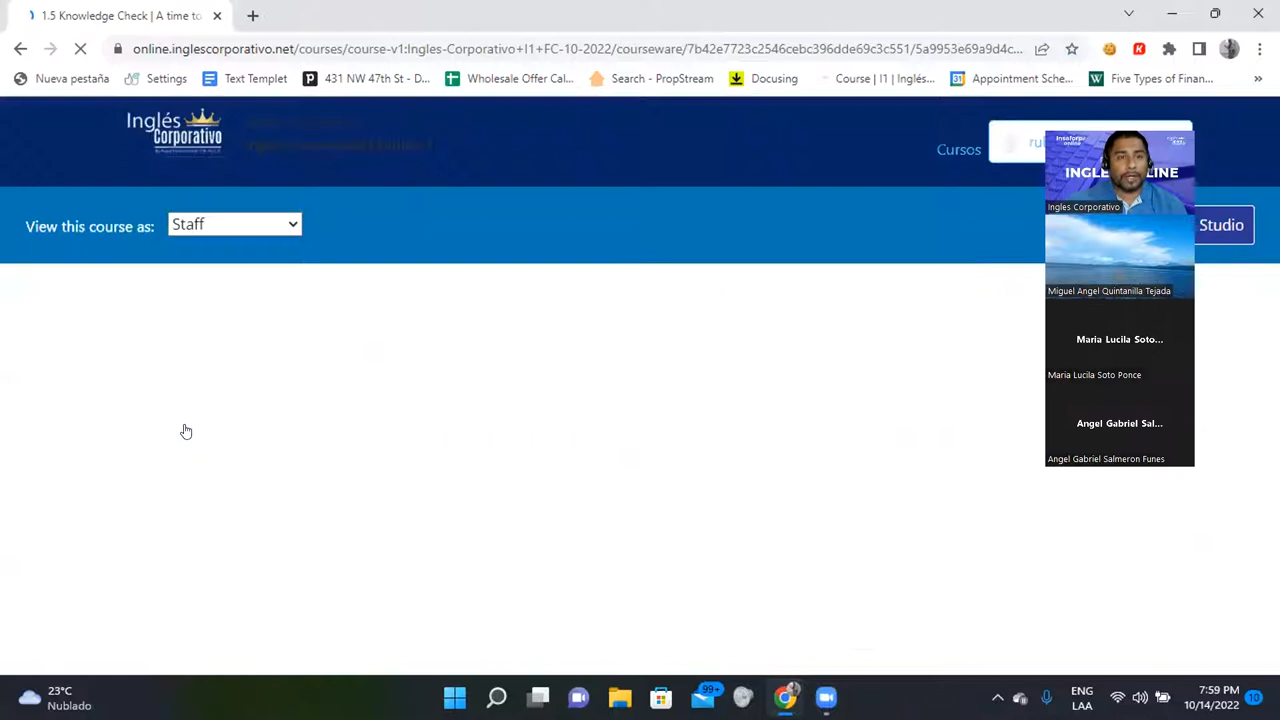 1.5 Knowledge Check | A time to
online.inglescorporativo.net/courses/course-v1:Ingles-Corporativo+I1+FC-10-2022/courseware/7b42e7723c2546cebc396dde69c3c551/5a9953e69a9d4c...
Nueva pestaña
Settings
Text Templet
431 NW 47th St - D...
Wholesale Offer Cal...
Search - PropStream
Docusing
Course | I1 | Inglés...
Appointment Sche...
Five Types of Finan...
»
Inglés
Corporativo
Cursos
View this course as:
Staff
Studio
Insaforp
online
Ingles Corporativo
Miguel Angel Quintanilla Tejada
Maria Lucila Soto...
Maria Lucila Soto Ponce
Angel Gabriel Sal...
Angel Gabriel Salmeron Funes
23°C
Nublado
99+
ENG
LAA
7:59 PM
10/14/2022
10